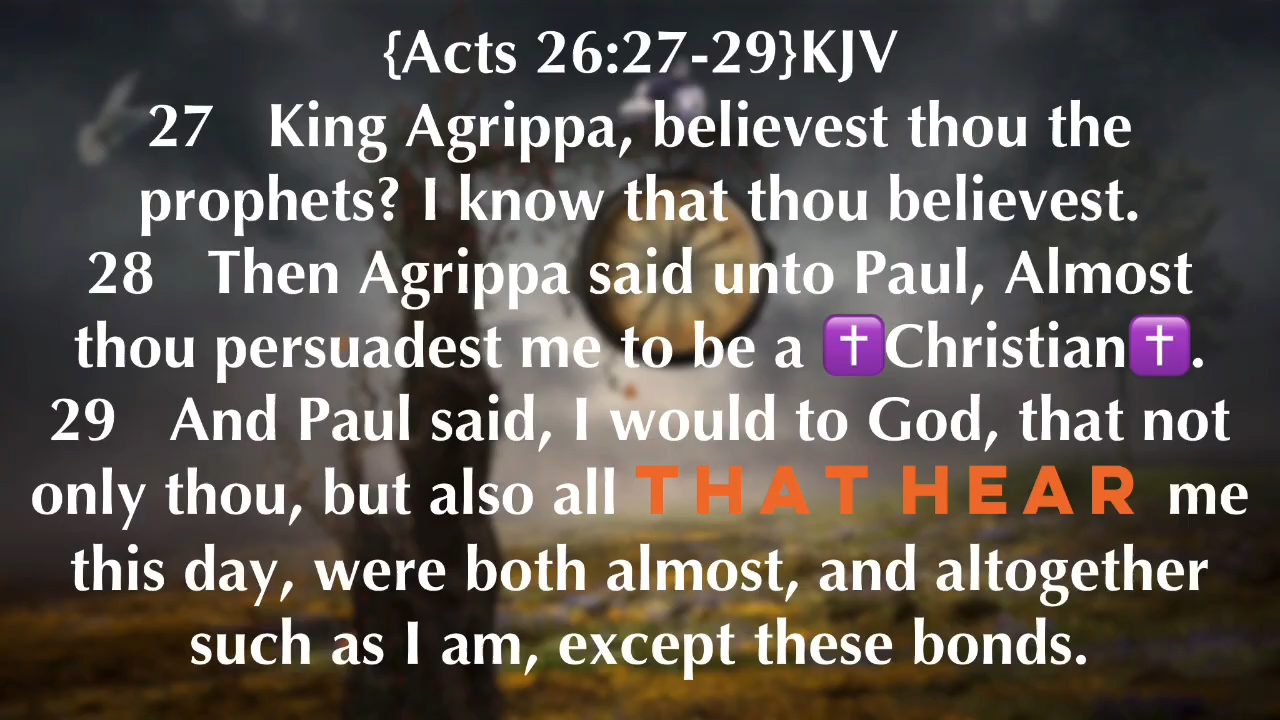 {Acts 26:27-29}KJV
27 King Agrippa, believest thou the
prophets? I know that thou believest.
28 Then Agrippa said unto Paul, Almost
thou persuadest me to be a ✝️Christian✝️.
29 And Paul said, I would to God, that not
only thou, but also all THAT HEAR me
this day, were both almost, and altogether
such as I am, except these bonds.